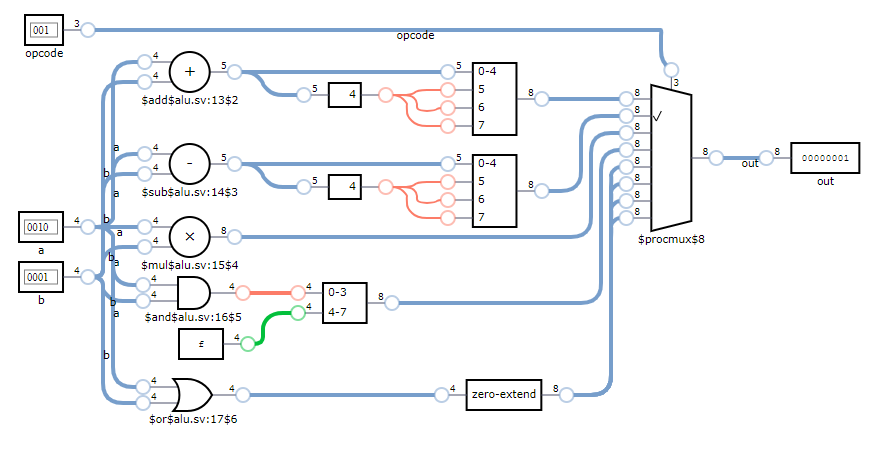 001
opcode
3
opcode
4
4
+
5
$add$alu.sv:13$2
5
4
5
0-4
5
6
7
8
a
b
a
4
4
-
5
$sub$alu.sv:14$3
5
4
5
0-4
5
6
7
8
0010
a
4
0001
b
4
b
a
b
a
4
4
×
8
$mul$alu.sv:15$4
b
a
4
4
4
$and$alu.sv:16$5
4
4
0-3
4-7
8
4
b
4
4
4
$or$alu.sv:17$6
4
zero-extend
8
3
8
8
8
8
8
8
8
8
✓
8
$procmux$8
out
8
00000001
out